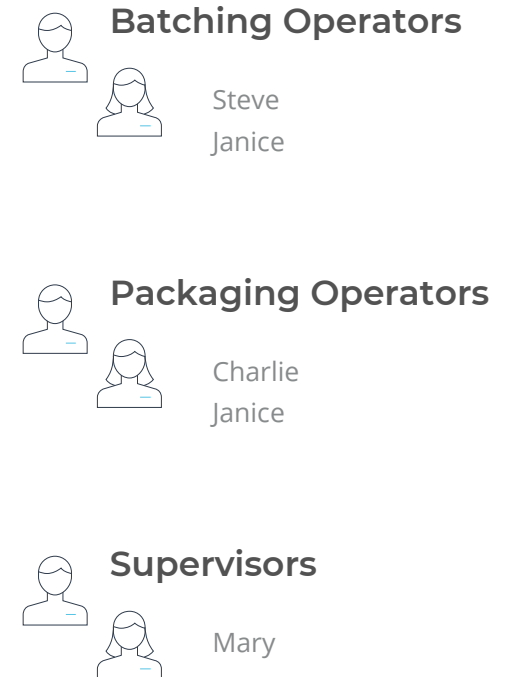 Batching Operators
Steve
Janice
Packaging Operators
Charlie
Janice
Supervisors
Mary